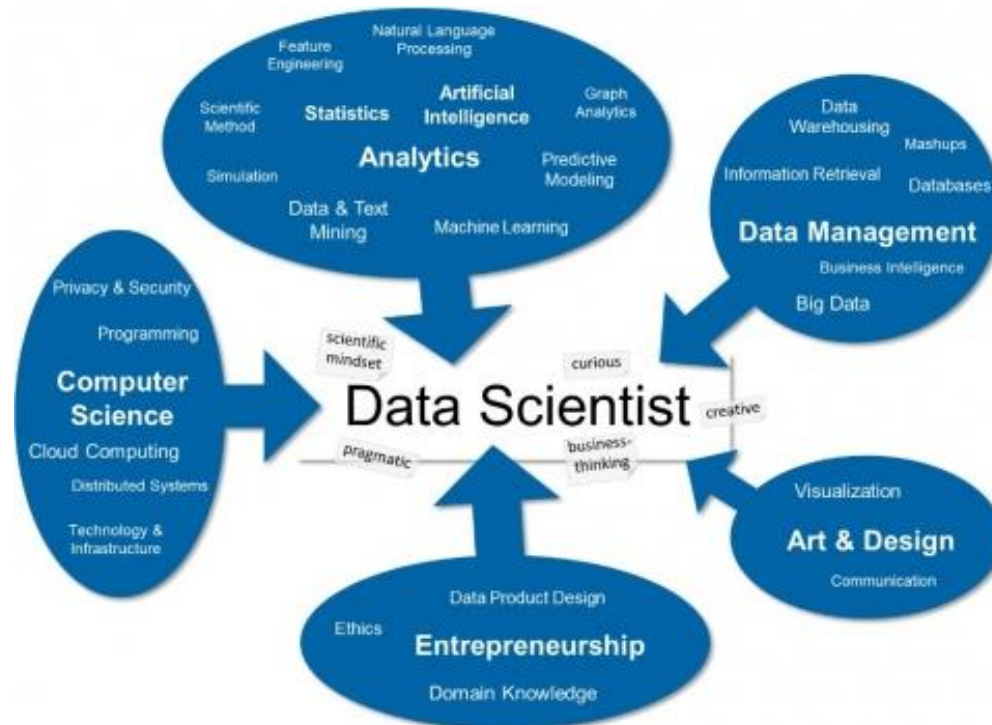 Natural Language
Processing
Feature
Engineering
Artificial
Intelligence
Graph
Analytics
Scientific
Method
Statistics
Analytics
Predictive
Modeling
Simulation
Data & Text
Mining
Machine Learning
Data
Warehousing
Mashups
Information Retrieval
Databases
Data Management
Business Intelligence
Big Data
Privacy & Security
Programming
Computer
Science
Cloud Computing
Distributed Systems
Technology &
Infrastructure
scientific
mindset
curious
Data Scientist
creative
pragmatic
business-
thinking
Visualization
Art & Design
Communication
Data Product Design
Ethics
Entrepreneurship
Domain Knowledge